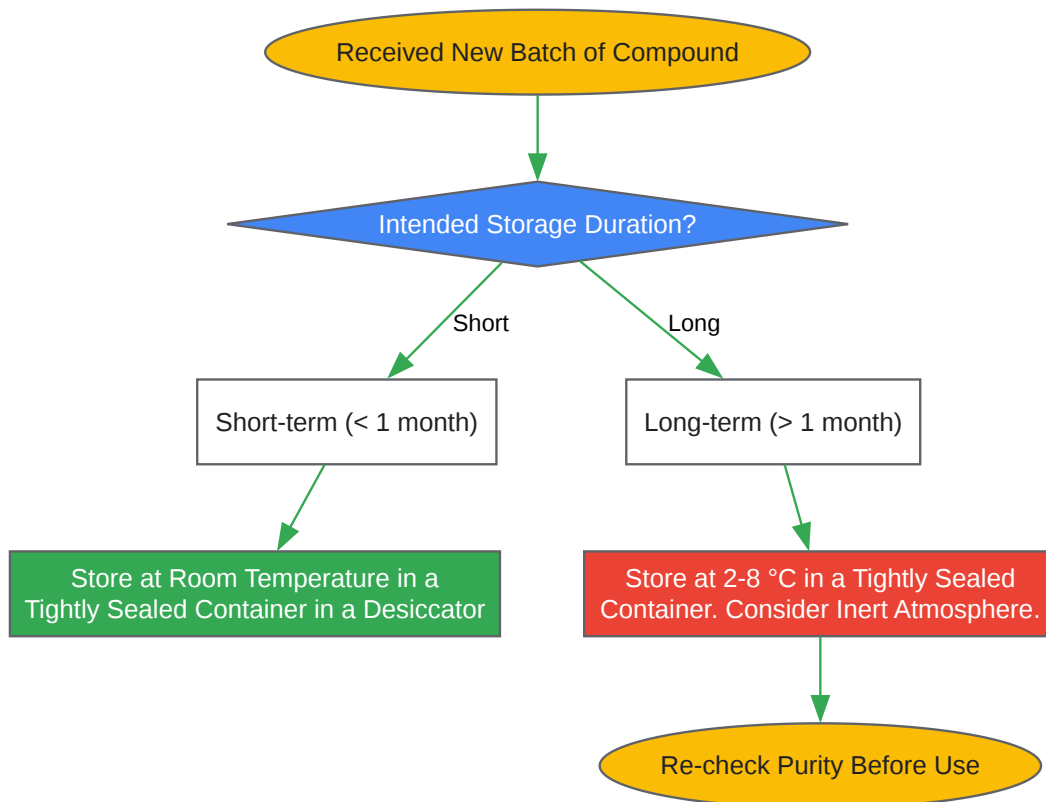 Received New Batch of Compound
Intended Storage Duration?
Short
Long
Short-term (< 1 month)
Long-term (> 1 month)
Store at Room Temperature in a
Tightly Sealed Container in a Desiccator
Store at 2-8 °C in a Tightly Sealed
Container. Consider Inert Atmosphere.
Re-check Purity Before Use